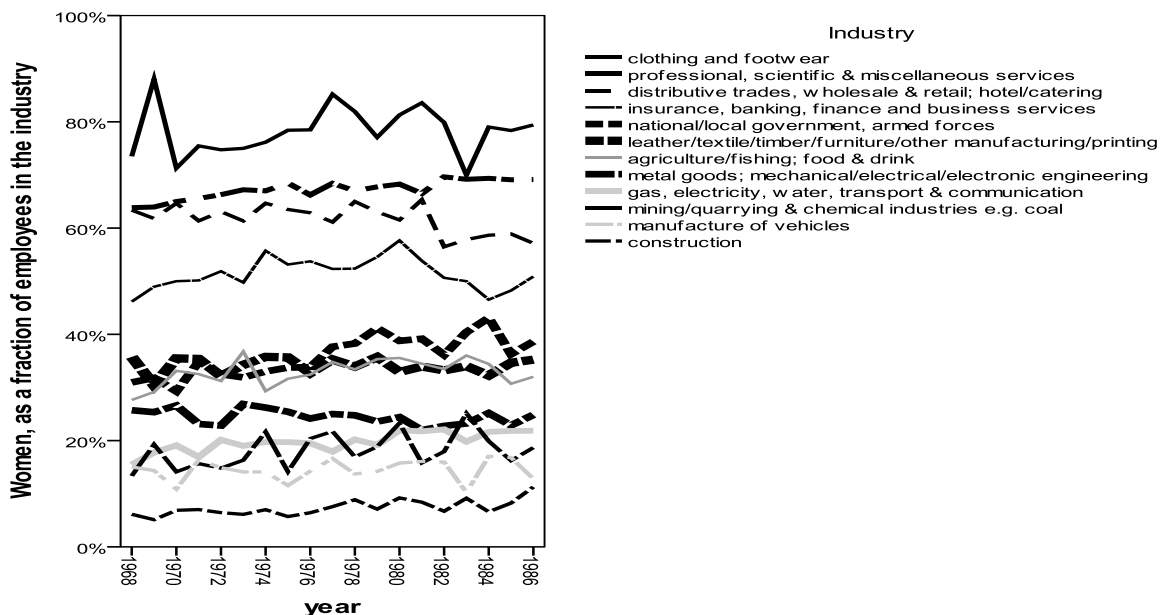 Women, as a fraction of employees in the industry
100%
80%
60%
40%
20%
0%
1968
1970
1972
1974
1976
1978
1980
1982
1984
1986
year
Industry
clothing and footwear
professional, scientific & miscellaneous services
distributive trades, wholesale & retail; hotel/catering
insurance, banking, finance and business services
national/local government, armed forces
leather/textile/timber/furniture/other manufacturing/printing
agriculture/fishing; food & drink
metal goods; mechanical/electrical/electronic engineering
gas, electricity, water, transport & communication
mining/quarrying & chemical industries e.g. coal
manufacture of vehicles
construction